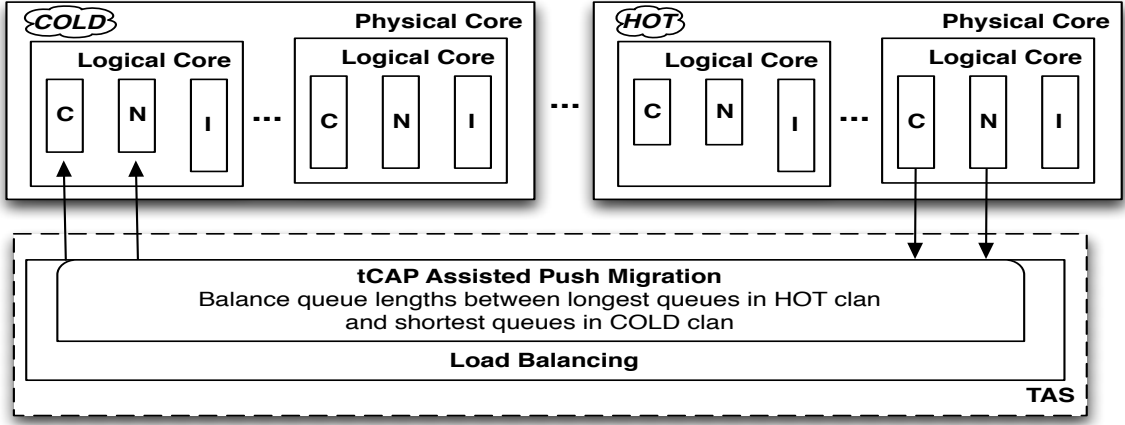 COLD Physical Core
Logical Core Logical Core
C N I ... C N I
...
HOT Physical Core
Logical Core Logical Core
C N I ... C N I
tCAP Assisted Push Migration
Balance queue lengths between longest queues in HOT clan
and shortest queues in COLD clan
Load Balancing
TAS